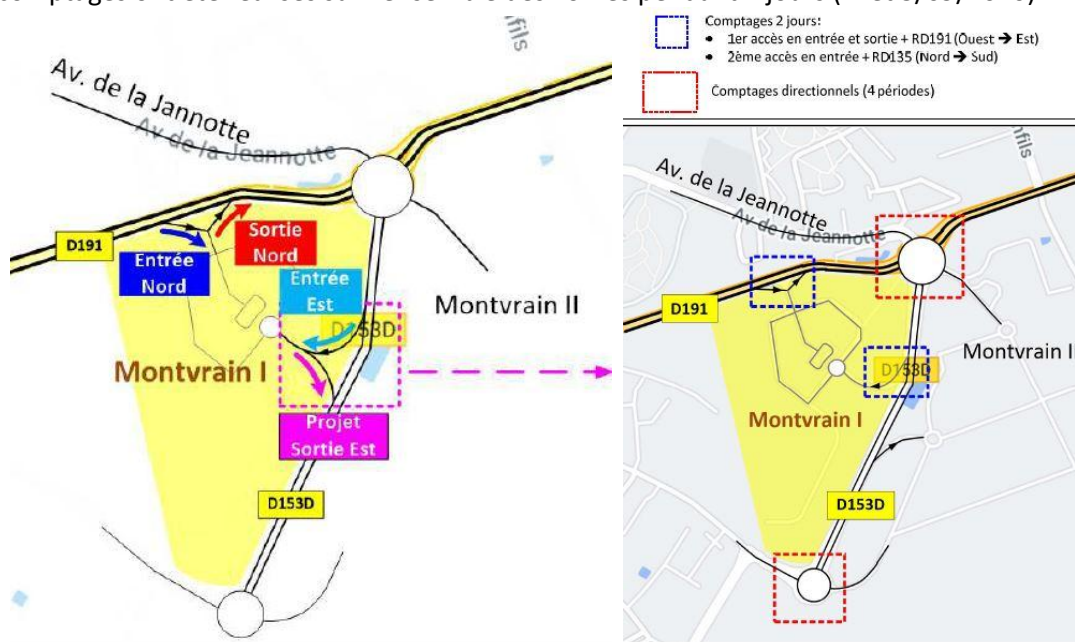 Av. de la Jannotte
Av de la Jeannotte
D191
Entrée
Nord
Sortie
Nord
Entrée
Est
D153D
Montvrain II
Montvrain I
Projet
Sortie Est
D153D
Comptages 2 jours:
• 1er accès en entrée et sortie + RD191 (Ouest → Est)
• 2ème accès en entrée + RD135 (Nord → Sud)
Comptages directionnels (4 périodes)
Av. de la Jeannotte
Av de la Jeannotte
D191
D153D
Montvrain II
Montvrain I
D153D